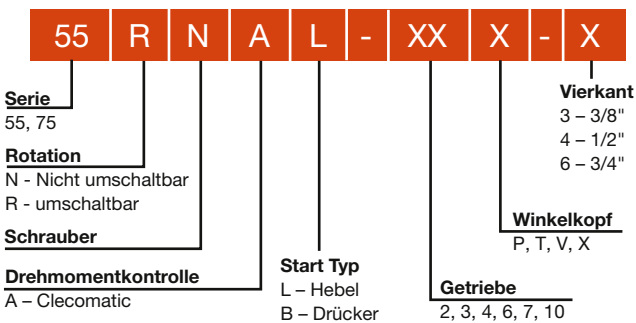 55 R N A L - XX X - X
Serie
55, 75
Rotation
N - Nicht umschaltbar
R - umschaltbar
Schrauber
Drehmomentkontrolle
A – Clecomatic
Start Typ
L – Hebel
B – Drücker
Getriebe
2, 3, 4, 6, 7, 10
Winkelkopf
P, T, V, X
Vierkant
3 – 3/8"
4 – 1/2"
6 – 3/4"